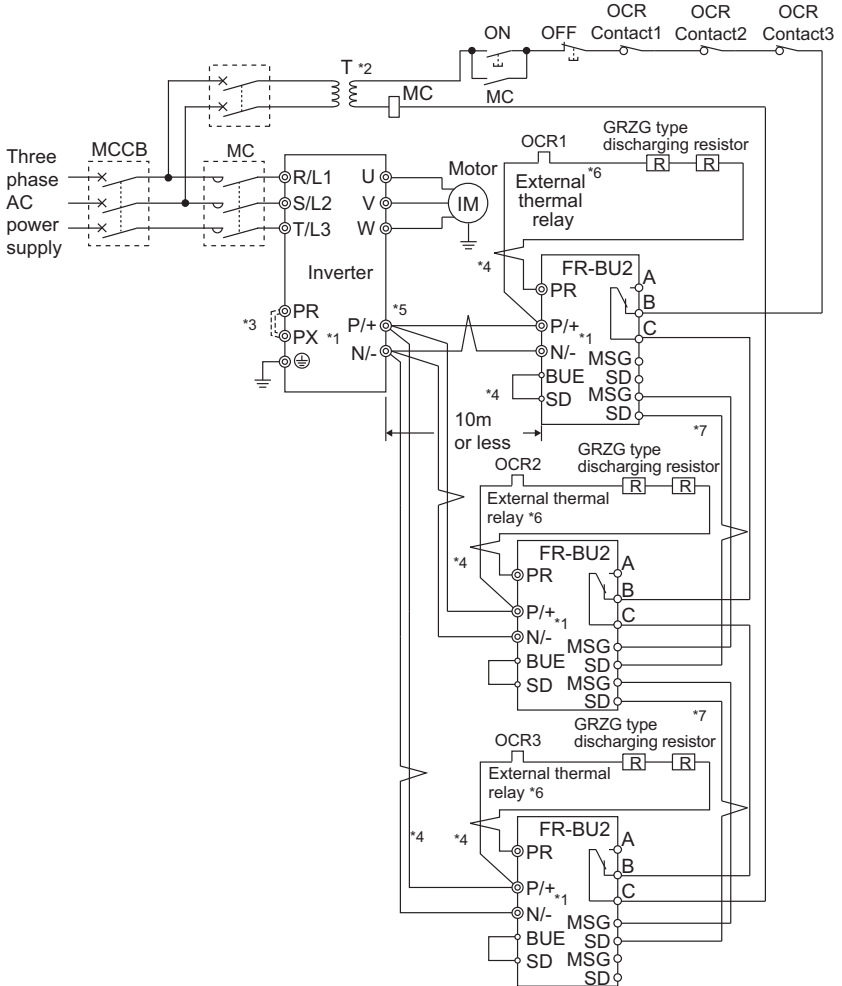 OCR Contact1
OCR Contact2
OCR Contact3
ON
OFF
T *2
MC
MC
Three
phase
AC
power
supply
MCCB
MC
R/L1
S/L2
T/L3
U
V
W
Motor
IM
Inverter
*3
PR
PX
*1
*5
P/+
N/-
10m
or less
OCR1
External *6
thermal
relay
GRZG type
discharging resistor
R
R
*4
FR-BU2
PR
P/+
*1
N/-
BUE
SD
*4
A
B
C
MSG
SD
MSG
SD
*7
OCR2
External thermal
relay *6
GRZG type
discharging resistor
R
R
*4
FR-BU2
PR
P/+
*1
N/-
BUE
SD
A
B
C
MSG
SD
MSG
SD
*7
OCR3
External thermal
relay *6
GRZG type
discharging resistor
R
R
*4
*4
FR-BU2
PR
P/+
*1
N/-
BUE
SD
A
B
C
MSG
SD
MSG
SD